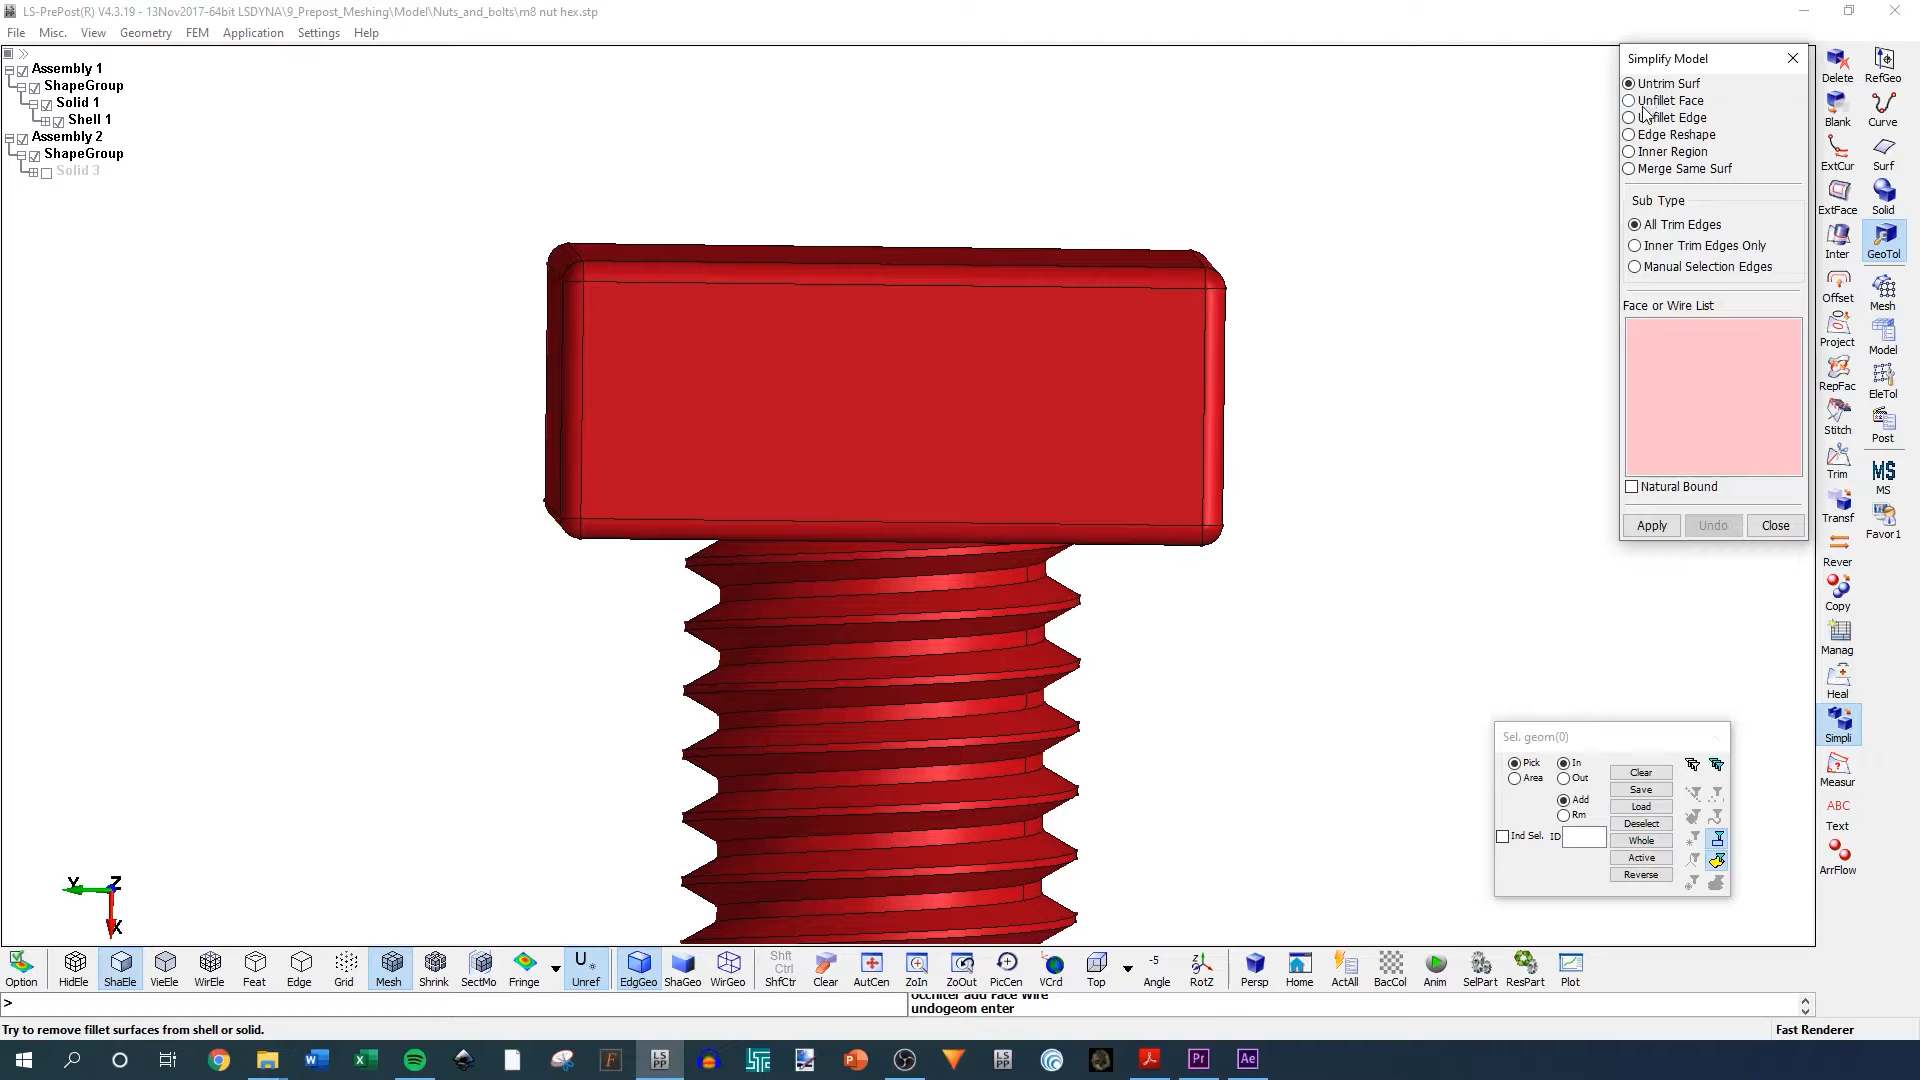 LS-PrePost(R) V4.3.19 - 13Nov2017-64bit LSDYNA\9_Prepost_Meshing\Model\Nuts_and_bolts\m8 nut hex.stp
File Misc. View Geometry FEM Application Settings Help
Assembly 1
ShapeGroup
Solid 1
Shell 1
Assembly 2
ShapeGroup
Solid 3
Simplify Model
Untrim Surf
Unfillet Face
Unfillet Edge
Edge Reshape
Inner Region
Merge Same Surf
Sub Type
All Trim Edges
Inner Trim Edges Only
Manual Selection Edges
Face or Wire List
Natural Bound
Apply Undo Close
Delete RefGeo
Blank Curve
ExtCur Surf
ExtFace Solid
Inter GeoTol
Offset Mesh
Project Model
RepFac EleTol
Stitch Post
Trim MS
MS
Transf Favor1
Rever
Copy
Manag
Heal
Simpli
Measur
ABC
Text
ArrFlow
Sel. geom(0)
Pick In
Area Out
Add
Rm
Ind Sel. ID
Clear
Save
Load
Deselect
Whole
Active
Reverse
Y Z
X
Option HidEle ShaEle VieEle WirEle Feat Edge Grid Mesh Shrink SectMo Fringe Unref EdgGeo ShaGeo WirGeo Shft Ctrl ShfCtr Clear AutCen ZoIn ZoOut PicCen VCrd Top -5 Angle RotZ Persp Home ActAll BacCol Anim SelPart ResPart Plot
>
occfilter add Face Wire
undogeom enter
Try to remove fillet surfaces from shell or solid.
Fast Renderer